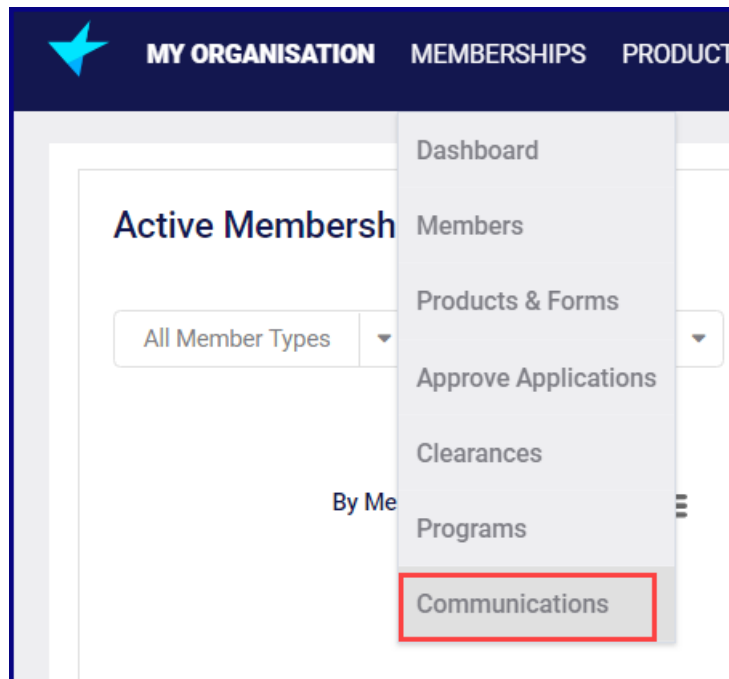 MY ORGANISATION MEMBERSHIPS PRODUCT
Dashboard
Active Membersh
Members
Products & Forms
All Member Types
Approve Applications
Clearances
By Me
Programs
Communications